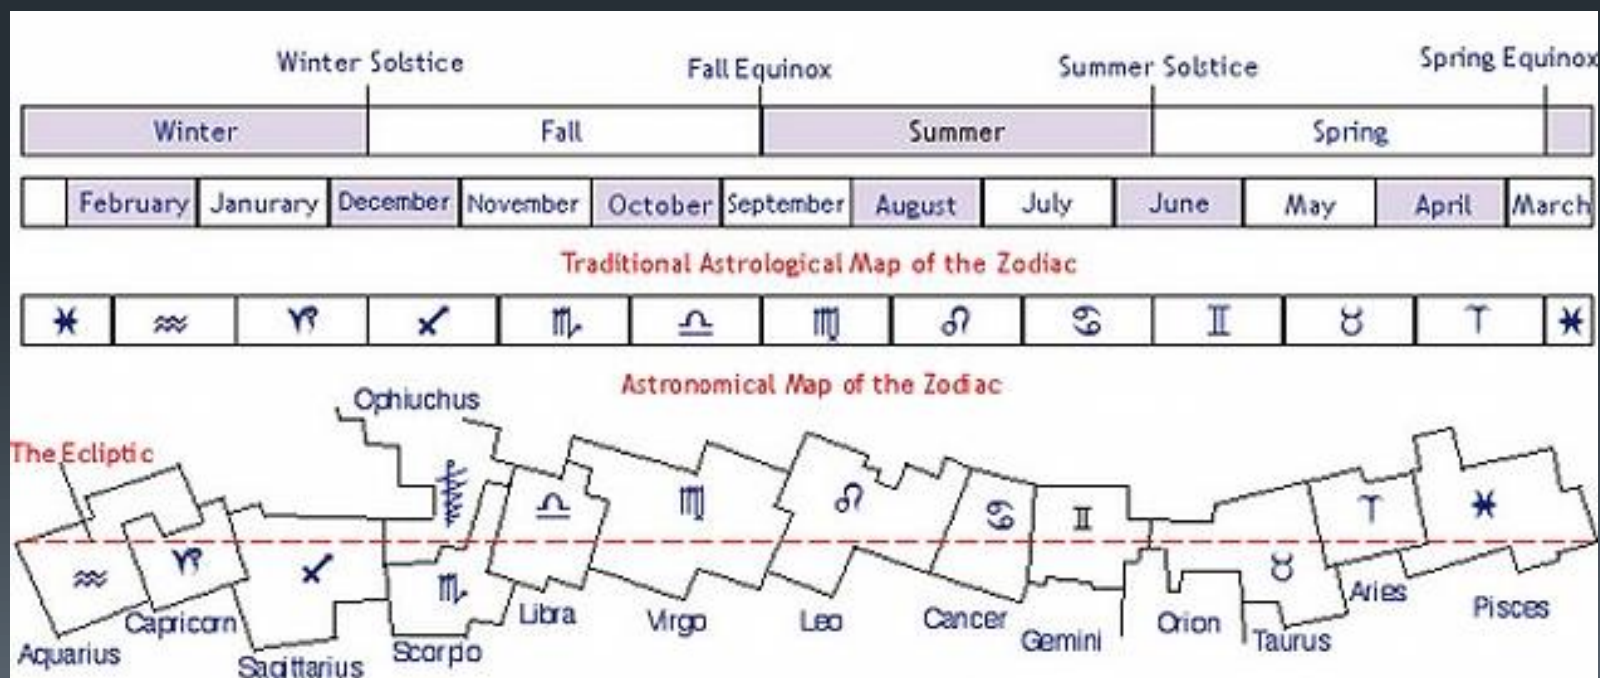 Winter Solstice Fall Equinox Summer Solstice Spring Equinox
Winter Fall Summer Spring
February Janurary December November October September August July June May April March
Traditional Astrological Map of the Zodiac
♓ ♒ ♑ ♐ ♏ ♎ ♍ ♌ ♋ ♊ ♉ ♈ ♓
Astronomical Map of the Zodiac
Ophiuchus
The Ecliptic
♎ ♍ ♌ ♋ ♊ ♈ ♓
♒ ♑ ♐ ♏ ♉
Aquarius Capricorn Sagittarius Scorpio Libra Virgo Leo Cancer Gemini Orion Taurus Aries Pisces